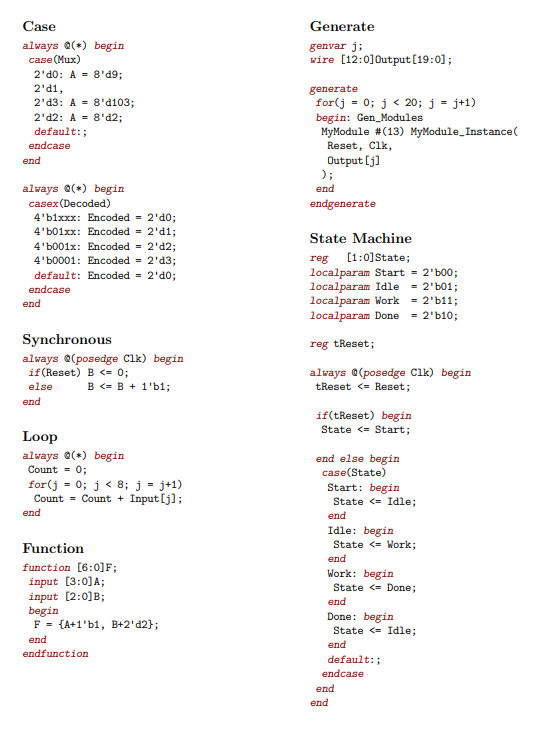 Case
always @(*) begin
 case(Mux)
  2'd0: A = 8'd9;
  2'd1,
  2'd3: A = 8'd103;
  2'd2: A = 8'd2;
  default:;
 endcase
end

always @(*) begin
 casex(Decoded)
  4'b1xxx: Encoded = 2'd0;
  4'b01xx: Encoded = 2'd1;
  4'b001x: Encoded = 2'd2;
  4'b0001: Encoded = 2'd3;
  default: Encoded = 2'd0;
 endcase
end

Synchronous
always @(posedge Clk) begin
 if(Reset) B <= 0;
 else      B <= B + 1'b1;
end

Loop
always @(*) begin
 Count = 0;
 for(j = 0; j < 8; j = j+1)
  Count = Count + Input[j];
end

Function
function [6:0]F;
 input [3:0]A;
 input [2:0]B;
 begin
  F = {A+1'b1, B+2'd2};
 end
endfunction

Generate
genvar j;
wire [12:0]Output[19:0];

generate
 for(j = 0; j < 20; j = j+1)
 begin: Gen_Modules
  MyModule #(13) MyModule_Instance(
   Reset, Clk,
   Output[j]
  );
 end
endgenerate

State Machine
reg   [1:0]State;
localparam Start = 2'b00;
localparam Idle  = 2'b01;
localparam Work  = 2'b11;
localparam Done  = 2'b10;

reg tReset;

always @(posedge Clk) begin
 tReset <= Reset;

 if(tReset) begin
  State <= Start;

 end else begin
  case(State)
   Start: begin
    State <= Idle;
   end
   Idle: begin
    State <= Work;
   end
   Work: begin
    State <= Done;
   end
   Done: begin
    State <= Idle;
   end
   default:;
  endcase
 end
end